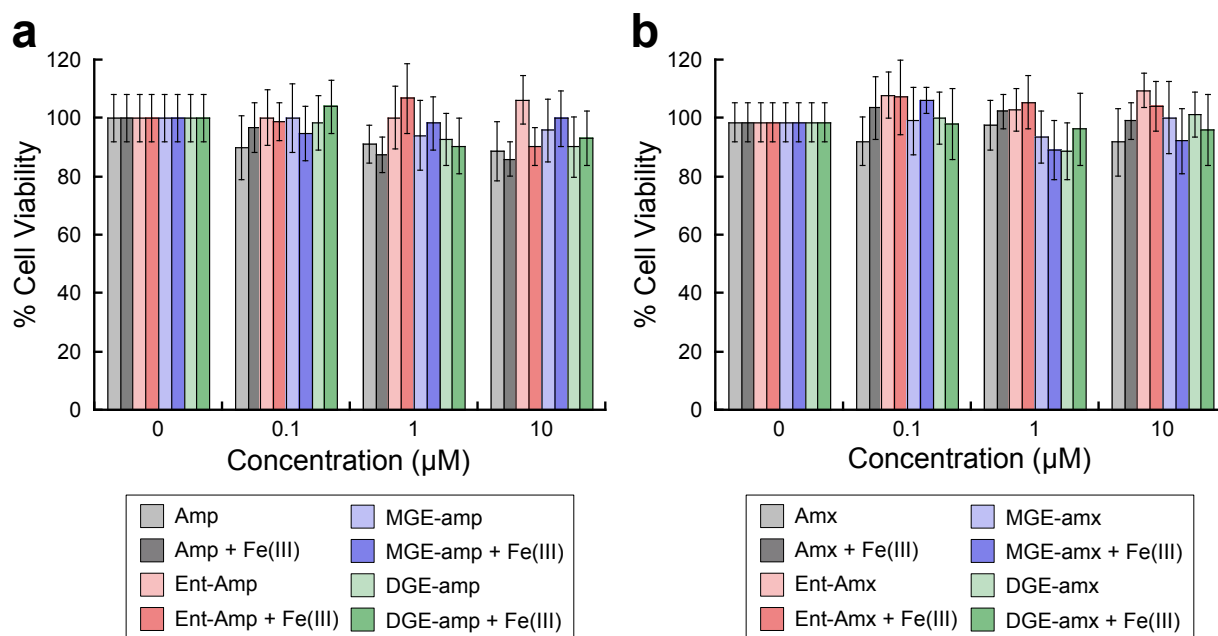 a
120
100
80
60
40
20
0
% Cell Viability
0 0.1 1 10
Concentration (µM)
Amp
Amp + Fe(III)
Ent-Amp
Ent-Amp + Fe(III)
MGE-amp
MGE-amp + Fe(III)
DGE-amp
DGE-amp + Fe(III)
b
120
100
80
60
40
20
0
% Cell Viability
0 0.1 1 10
Concentration (µM)
Amx
Amx + Fe(III)
Ent-Amx
Ent-Amx + Fe(III)
MGE-amx
MGE-amx + Fe(III)
DGE-amx
DGE-amx + Fe(III)